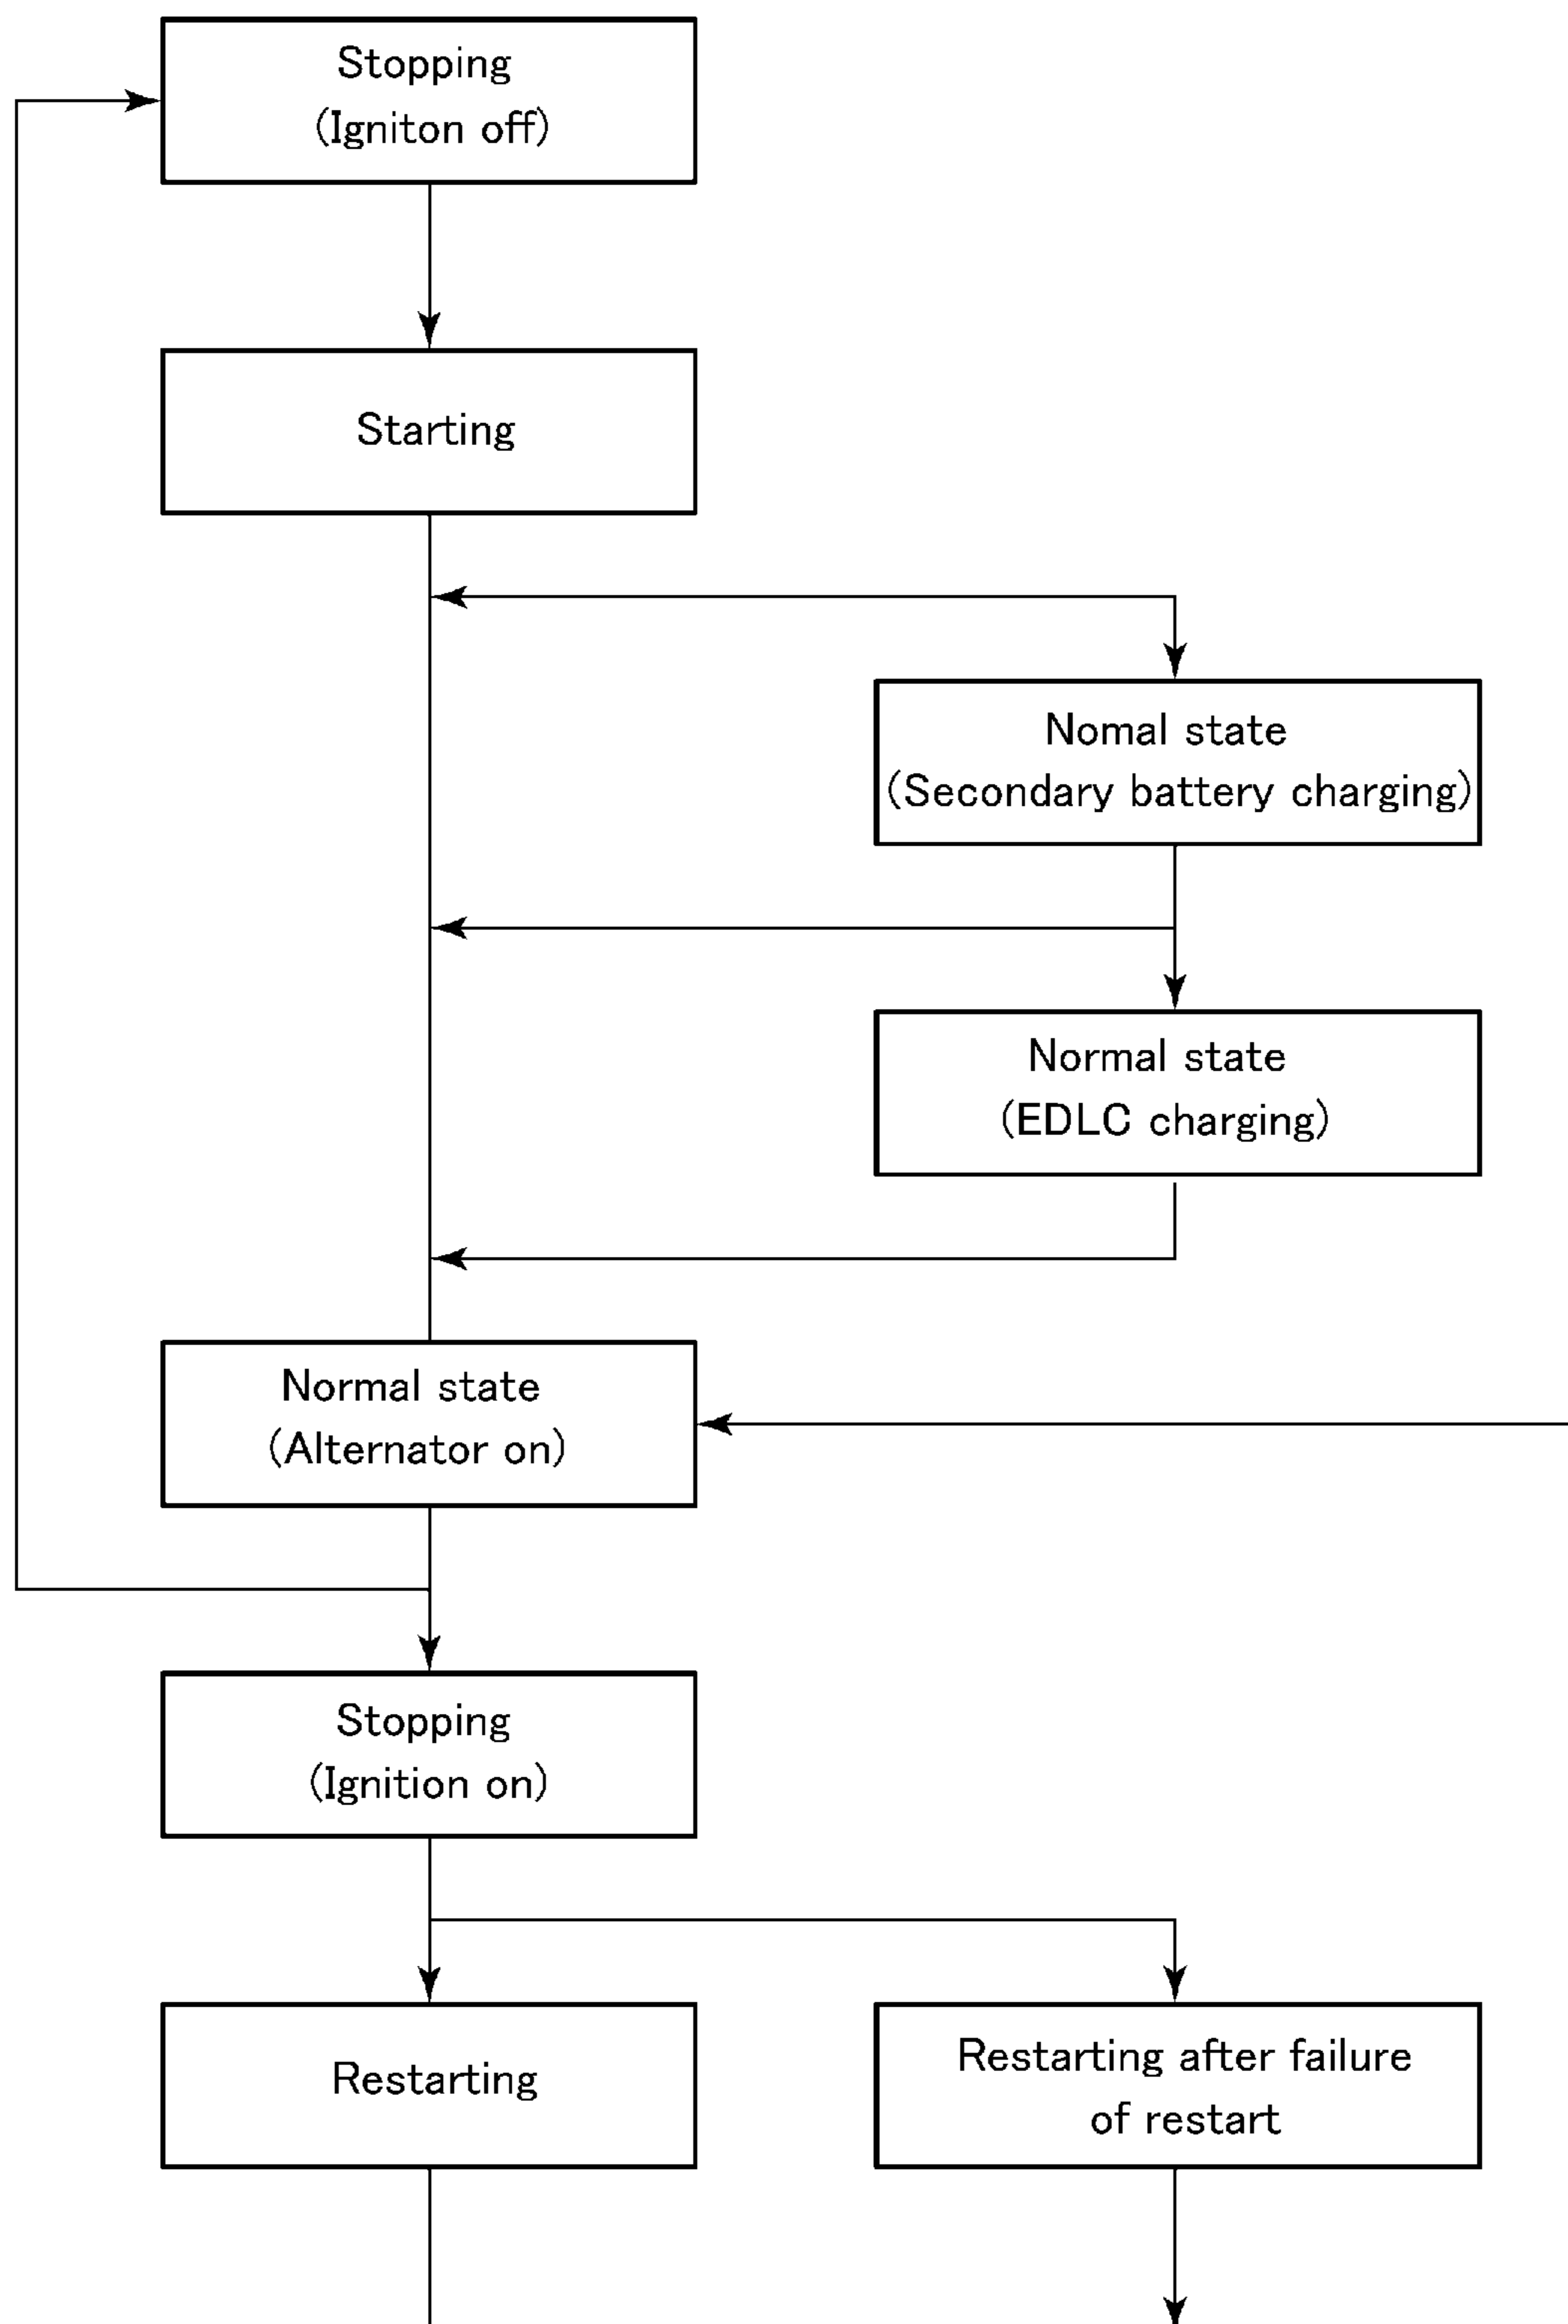 Stopping
(Igniton off)
Starting
Nomal state
(Secondary battery charging)
Normal state
(EDLC charging)
Normal state
(Alternator on)
Stopping
(Ignition on)
Restarting
Restarting after failure
of restart